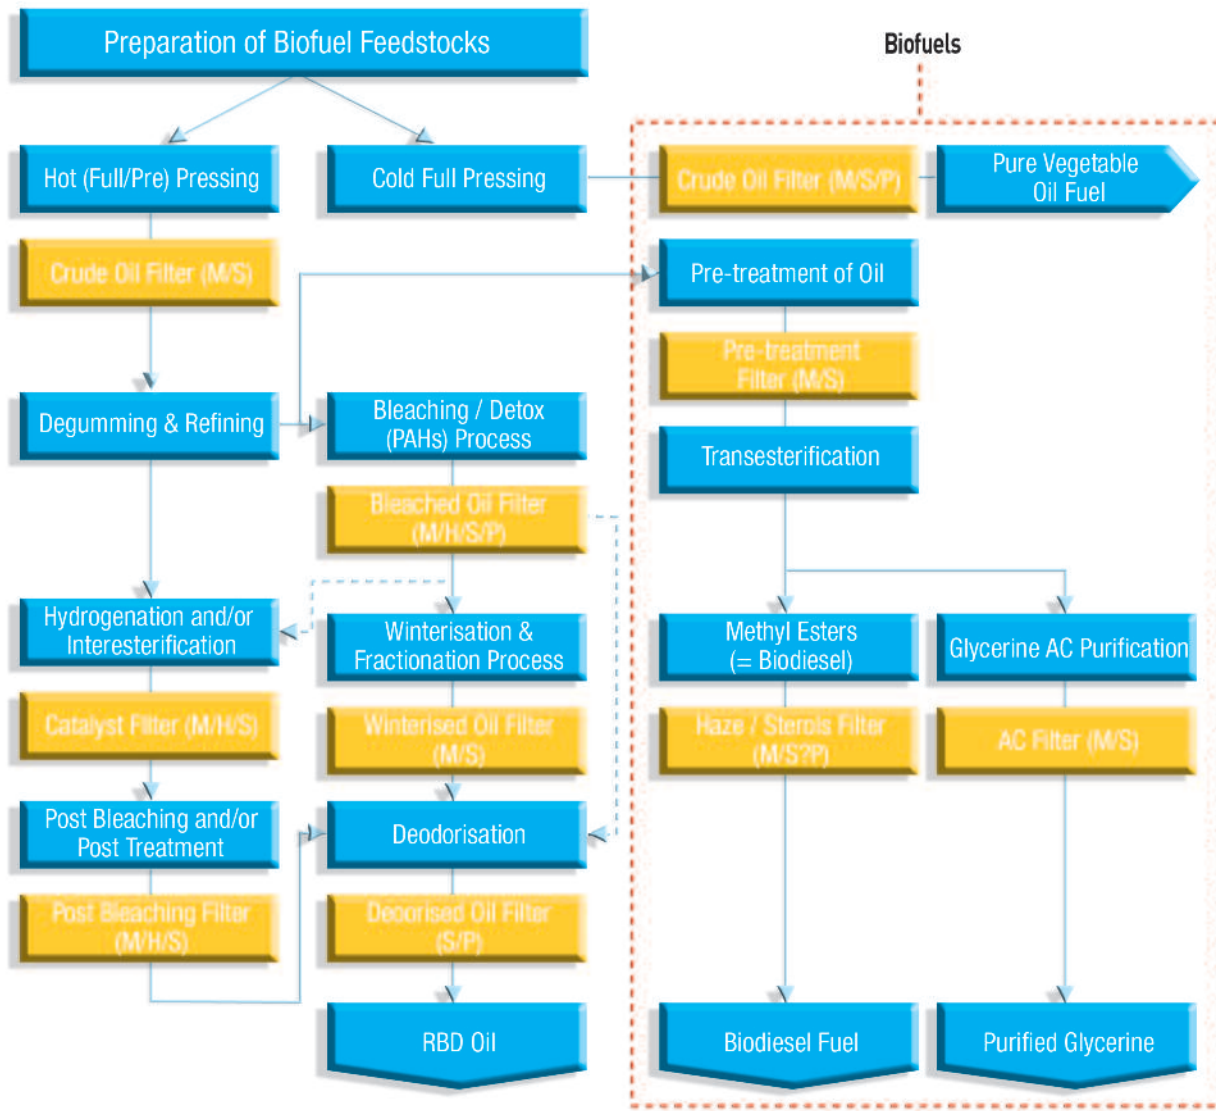 Preparation of Biofuel Feedstocks
Biofuels
Hot (Full/Pre) Pressing
Cold Full Pressing
Crude Oil Filter (M/S/P)
Pure Vegetable
Oil Fuel
Crude Oil Filter (M/S)
Pre-treatment of Oil
Pre-treatment
Filter (M/S)
Degumming & Refining
Bleaching / Detox
(PAHs) Process
Transesterification
Bleached Oil Filter
(M/H/S/P)
Hydrogenation and/or
Interesterification
Winterisation &
Fractionation Process
Methyl Esters
(= Biodiesel)
Glycerine AC Purification
Catalyst Filter (M/H/S)
Winterised Oil Filter
(M/S)
Haze / Sterols Filter
(M/S?P)
AC Filter (M/S)
Post Bleaching and/or
Post Treatment
Deodorisation
Post Bleaching Filter
(M/H/S)
Deoorised Oil Filter
(S/P)
RBD Oil
Biodiesel Fuel
Purified Glycerine